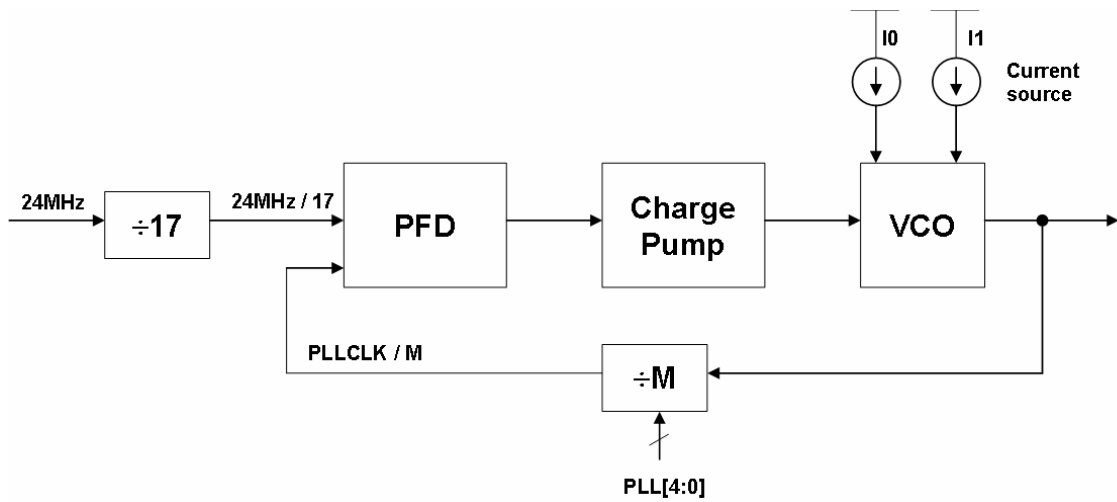 I0
I1
Current
source
24MHz
÷17
24MHz / 17
PFD
Charge
Pump
VCO
PLLCLK / M
÷M
PLL[4:0]